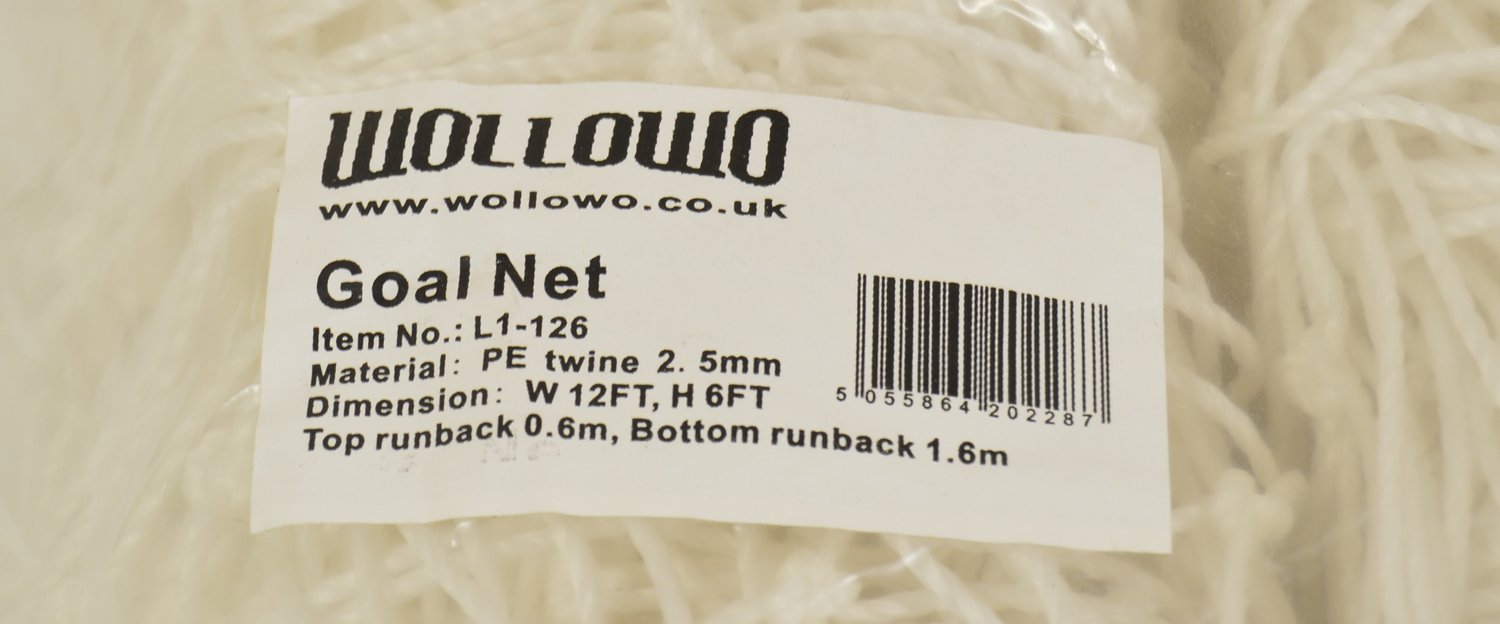 WOLLOWO
www.wollowo.co.uk
Goal Net
Item No.: L1-126
Material: PE twine 2. 5mm
Dimension: W 12FT, H 6FT
Top runback 0.6m, Bottom runback 1.6m
5 055864 202287